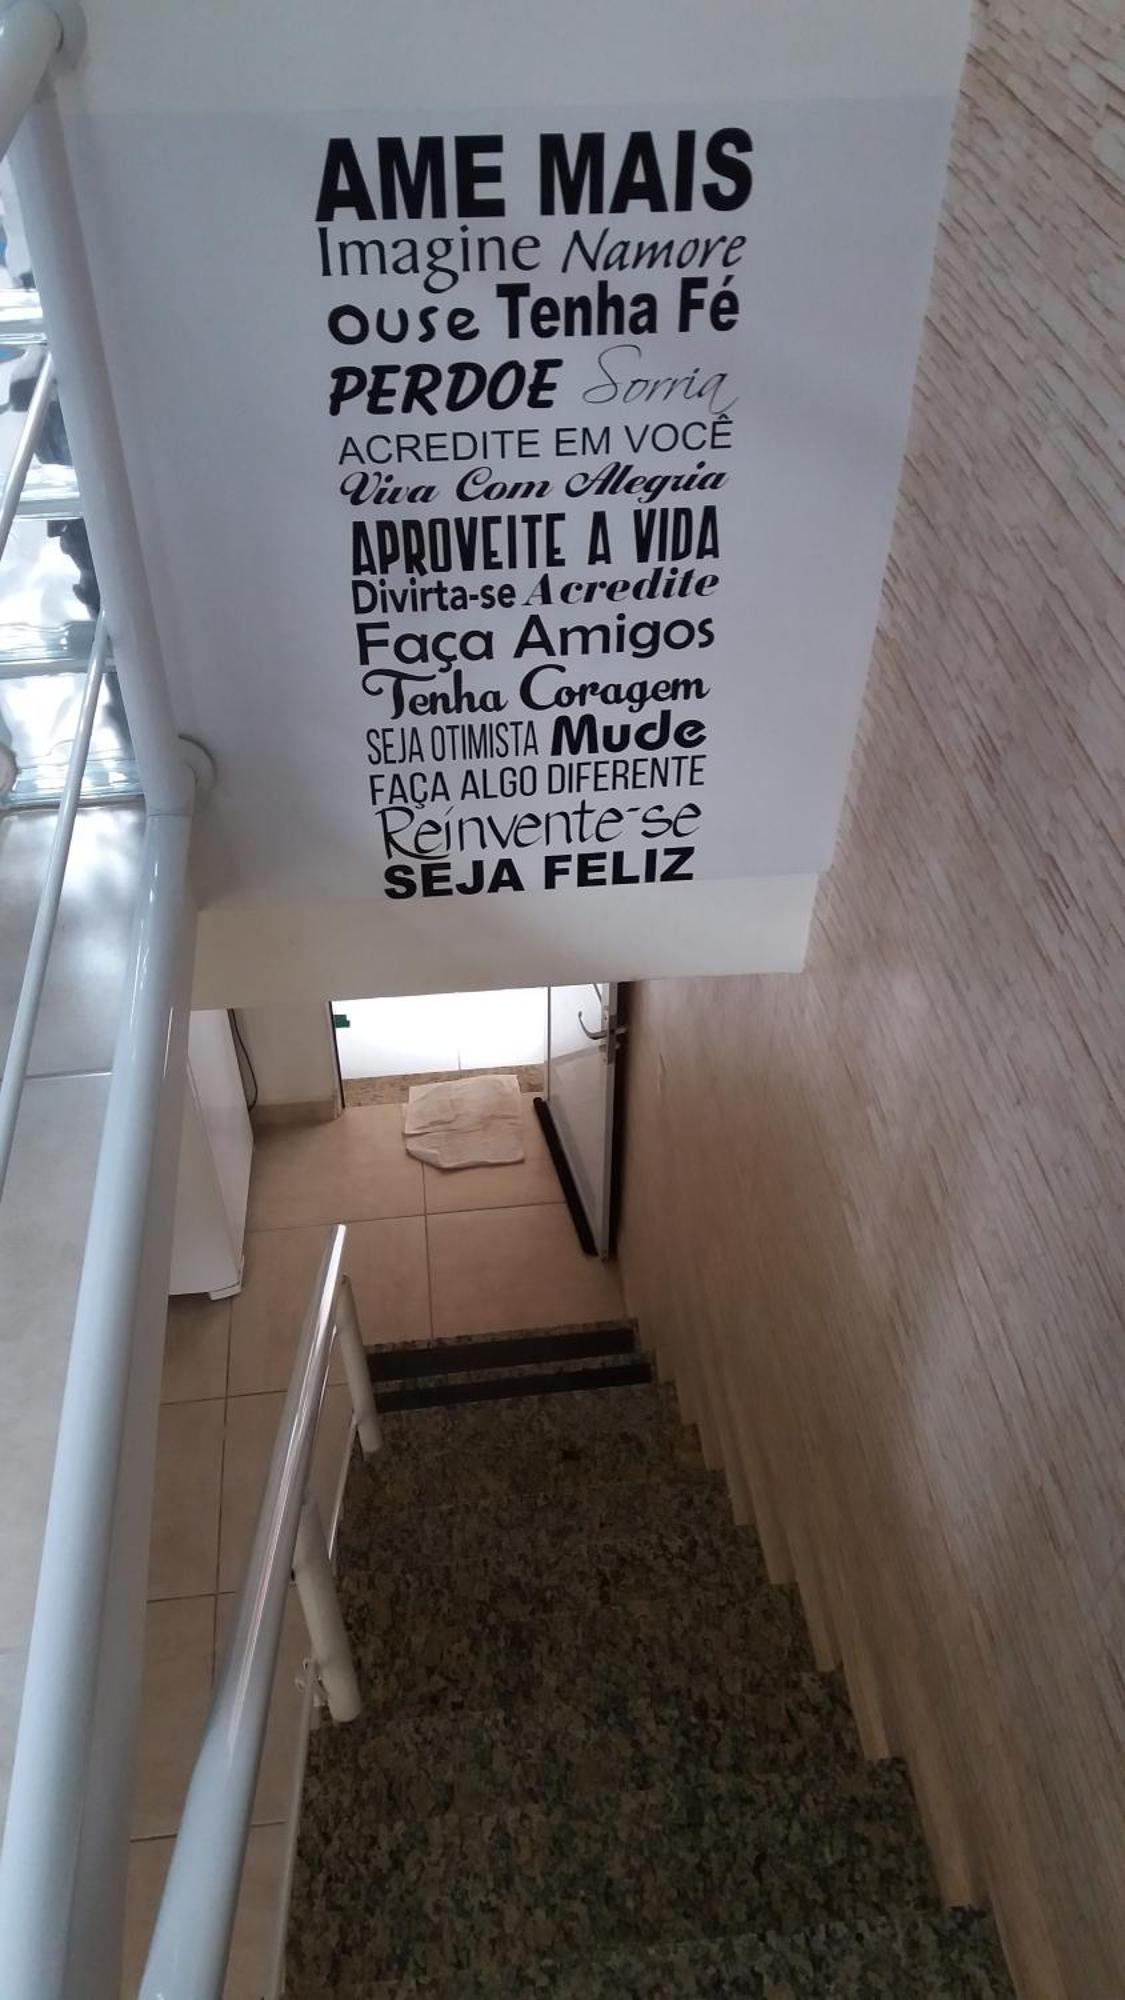 AME MAIS
Imagine Namore
ouse Tenha Fé
PERDOE Sorria
ACREDITE EM VOCÊ
Viva Com Alegria
APROVEITE A VIDA
Divirta-se Acredite
Faça Amigos
Tenha Coragem
SEJA OTIMISTA Mude
FAÇA ALGO DIFERENTE
Reinvente-se
SEJA FELIZ